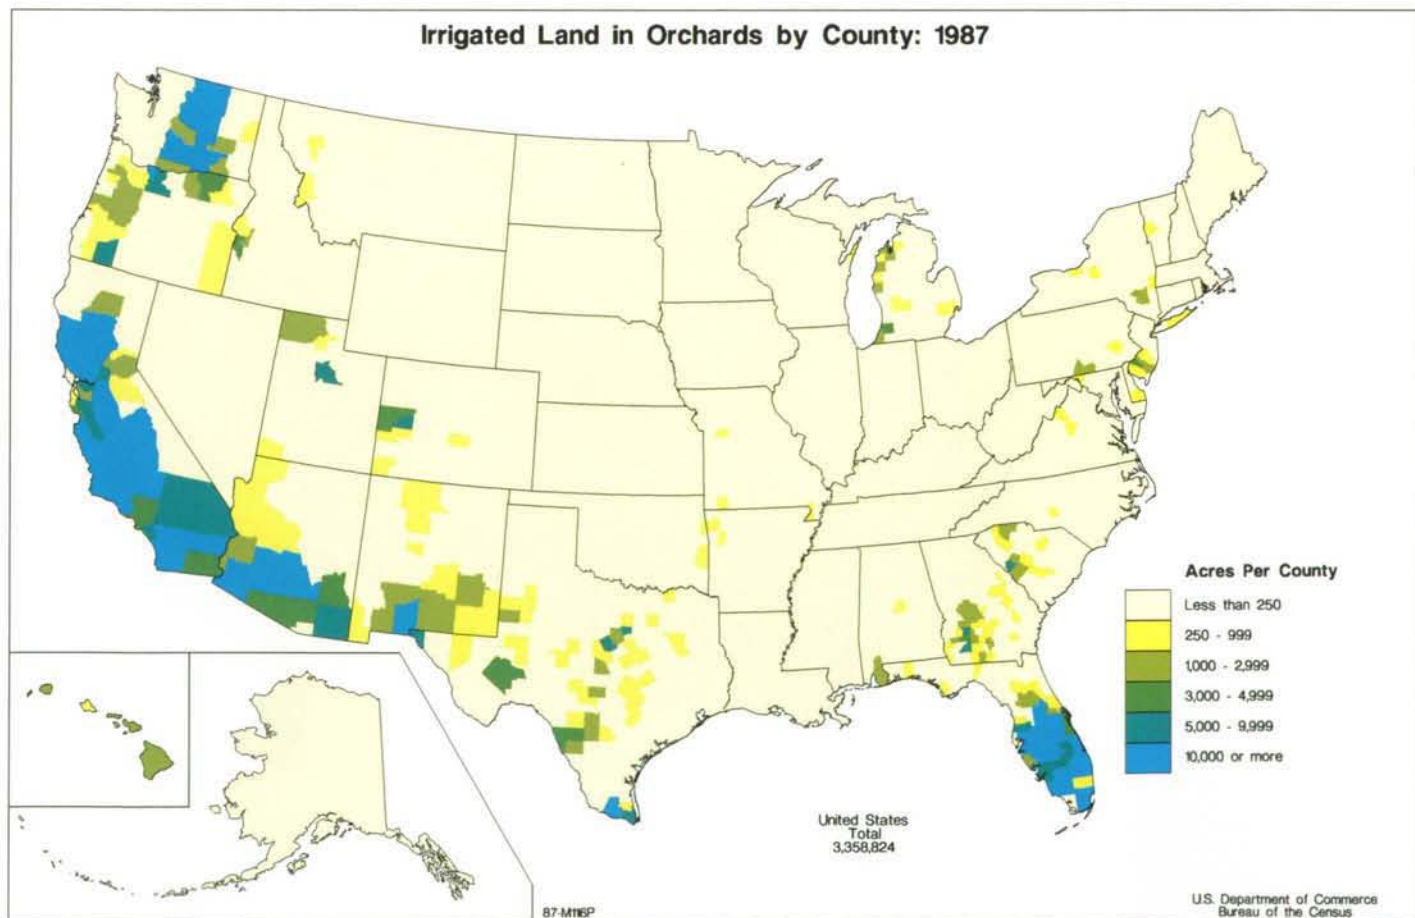 Irrigated Land in Orchards by County: 1987
Acres Per County
Less than 250
250 - 999
1,000 - 2,999
3,000 - 4,999
5,000 - 9,999
10,000 or more
United States
Total
3,358,824
87-M116P
U.S. Department of Commerce
Bureau of the Census